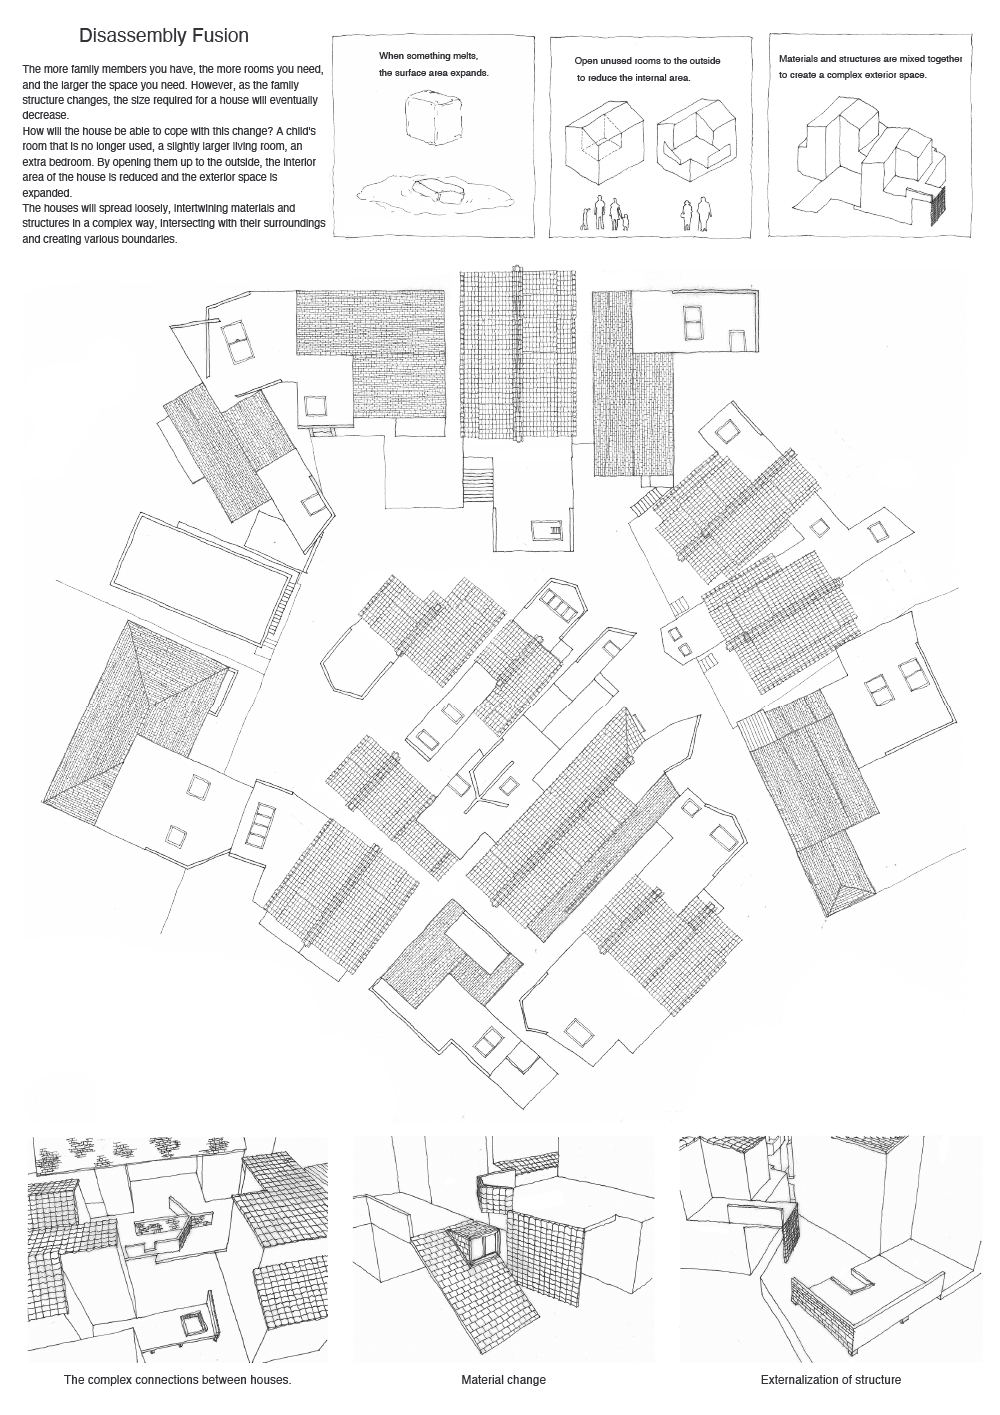 Disassembly Fusion
The more family members you have, the more rooms you need,
and the larger the space you need. However, as the family
structure changes, the size required for a house will eventually
decrease.
How will the house be able to cope with this change? A child's
room that is no longer used, a slightly larger living room, an
extra bedroom. By opening them up to the outside, the interior
area of the house is reduced and the exterior space is
expanded.
The houses will spread loosely, intertwining materials and
structures in a complex way, intersecting with their surroundings
and creating various boundaries.
When something melts,
the surface area expands.
Open unused rooms to the outside
to reduce the internal area.
Materials and structures are mixed together
to create a complex exterior space.
The complex connections between houses.
Material change
Externalization of structure